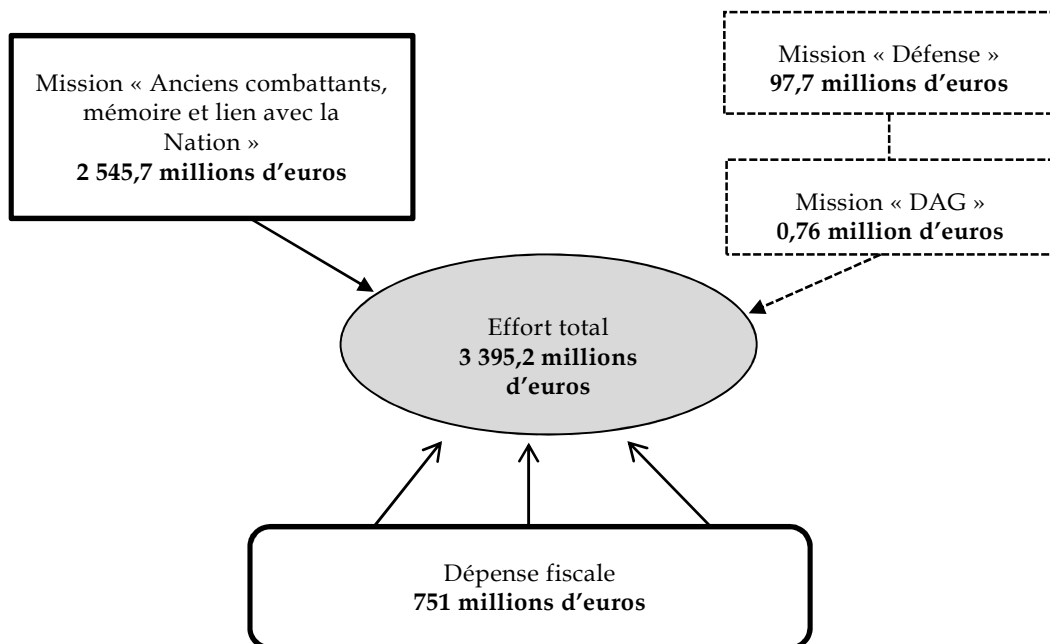 Mission « Anciens combattants,
mémoire et lien avec la
Nation »
2 545,7 millions d’euros
Mission « Défense »
97,7 millions d’euros
Mission « DAG »
0,76 million d’euros
Effort total
3 395,2 millions
d’euros
Dépense fiscale
751 millions d’euros